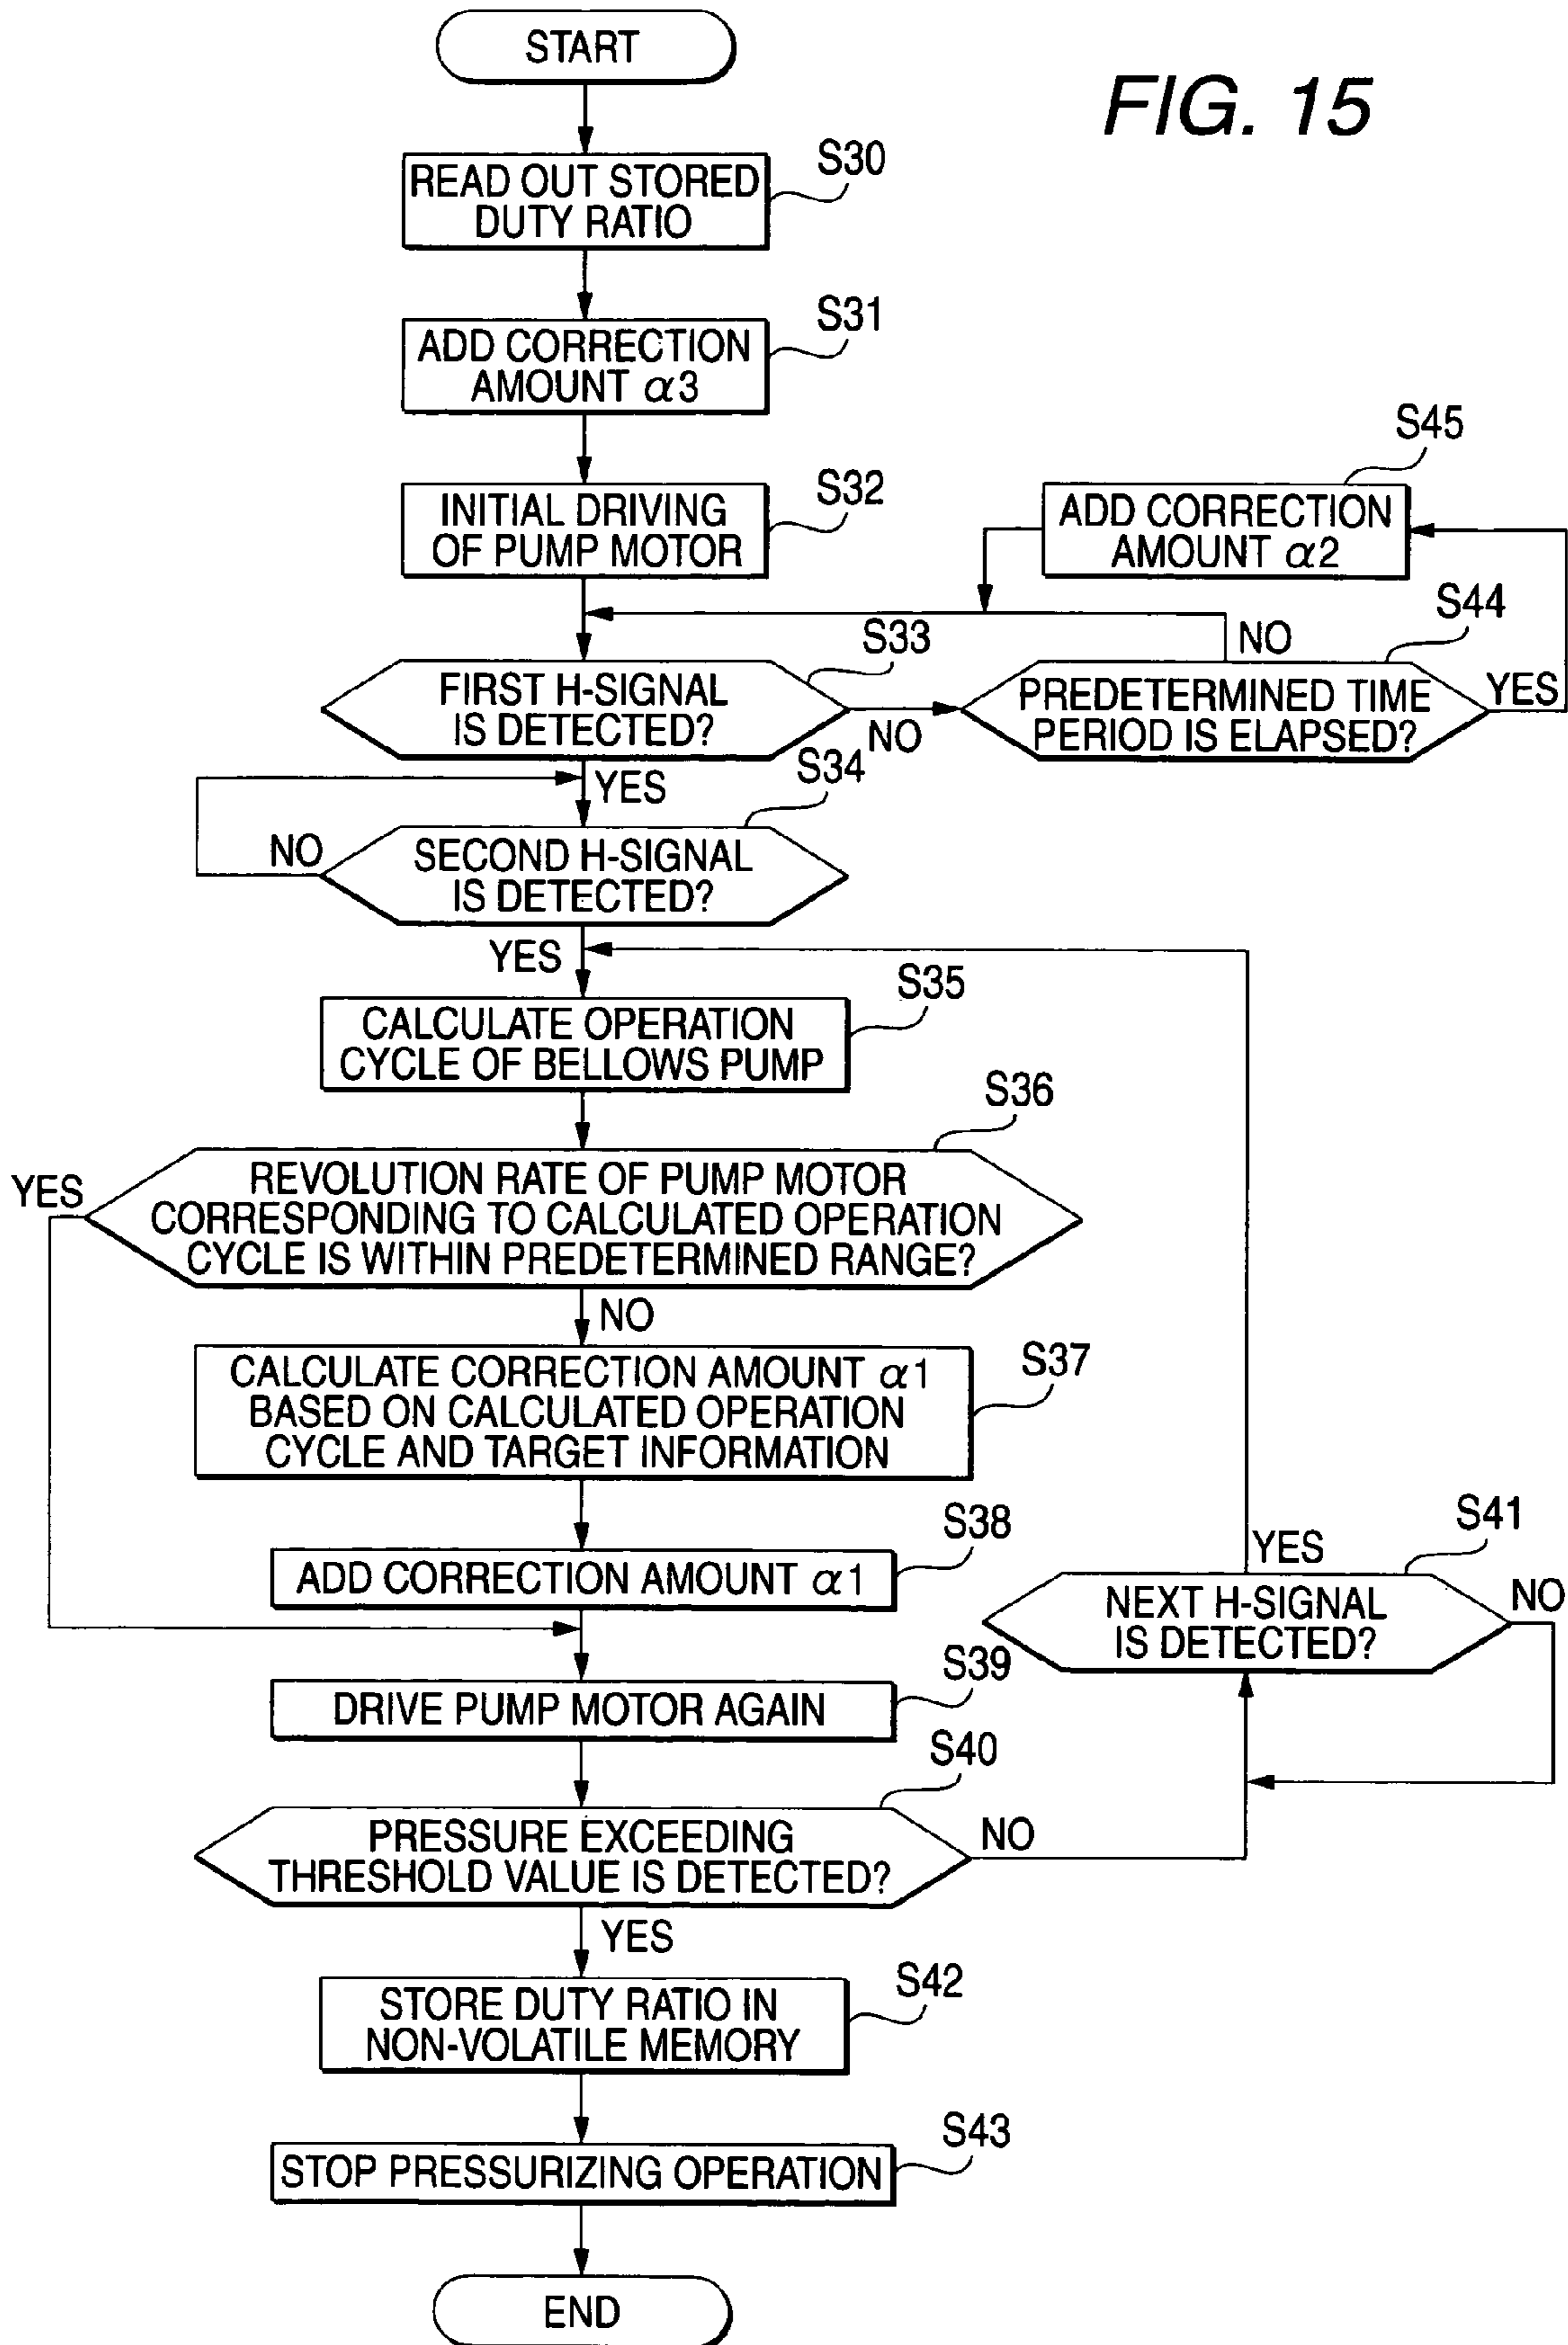 START
FIG. 15
S30
READ OUT STORED
DUTY RATIO
S31
ADD CORRECTION
AMOUNT α3
S32
INITIAL DRIVING
OF PUMP MOTOR
S45
ADD CORRECTION
AMOUNT α2
S33
FIRST H-SIGNAL
IS DETECTED?
NO
S44
NO
PREDETERMINED TIME
PERIOD IS ELAPSED?
YES
YES
S34
SECOND H-SIGNAL
IS DETECTED?
NO
YES
S35
CALCULATE OPERATION
CYCLE OF BELLOWS PUMP
S36
YES
REVOLUTION RATE OF PUMP MOTOR
CORRESPONDING TO CALCULATED OPERATION
CYCLE IS WITHIN PREDETERMINED RANGE?
NO
S37
CALCULATE CORRECTION AMOUNT α1
BASED ON CALCULATED OPERATION
CYCLE AND TARGET INFORMATION
S38
ADD CORRECTION AMOUNT α1
YES
S41
NEXT H-SIGNAL
IS DETECTED?
NO
S39
DRIVE PUMP MOTOR AGAIN
S40
PRESSURE EXCEEDING
THRESHOLD VALUE IS DETECTED?
NO
YES
S42
STORE DUTY RATIO IN
NON-VOLATILE MEMORY
S43
STOP PRESSURIZING OPERATION
END